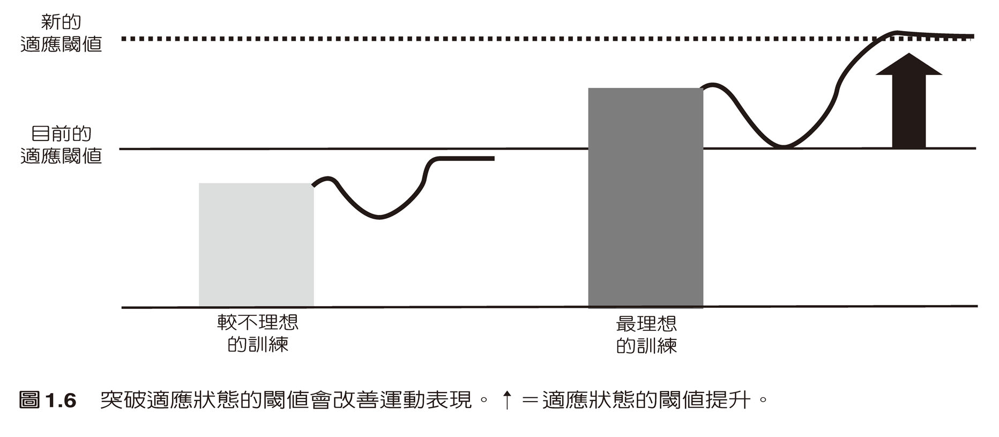 新的
適應閾值
目前的
適應閾值
較不理想
的訓練
最理想
的訓練
圖 1.6 突破適應狀態的閾值會改善運動表現。↑＝適應狀態的閾值提升。